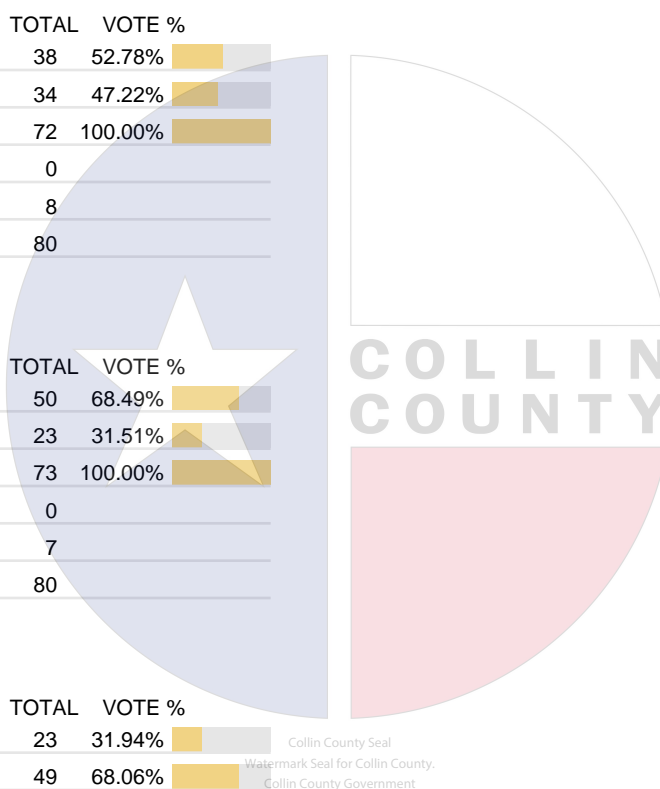 TOTAL VOTE %
38 52.78%
34 47.22%
72 100.00%
0
8
80
TOTAL VOTE %
50 68.49%
23 31.51%
73 100.00%
0
7
80
COLLIN
COUNTY
TOTAL VOTE %
23 31.94%
49 68.06%
Collin County Seal
Watermark Seal for Collin County.
Collin County Government